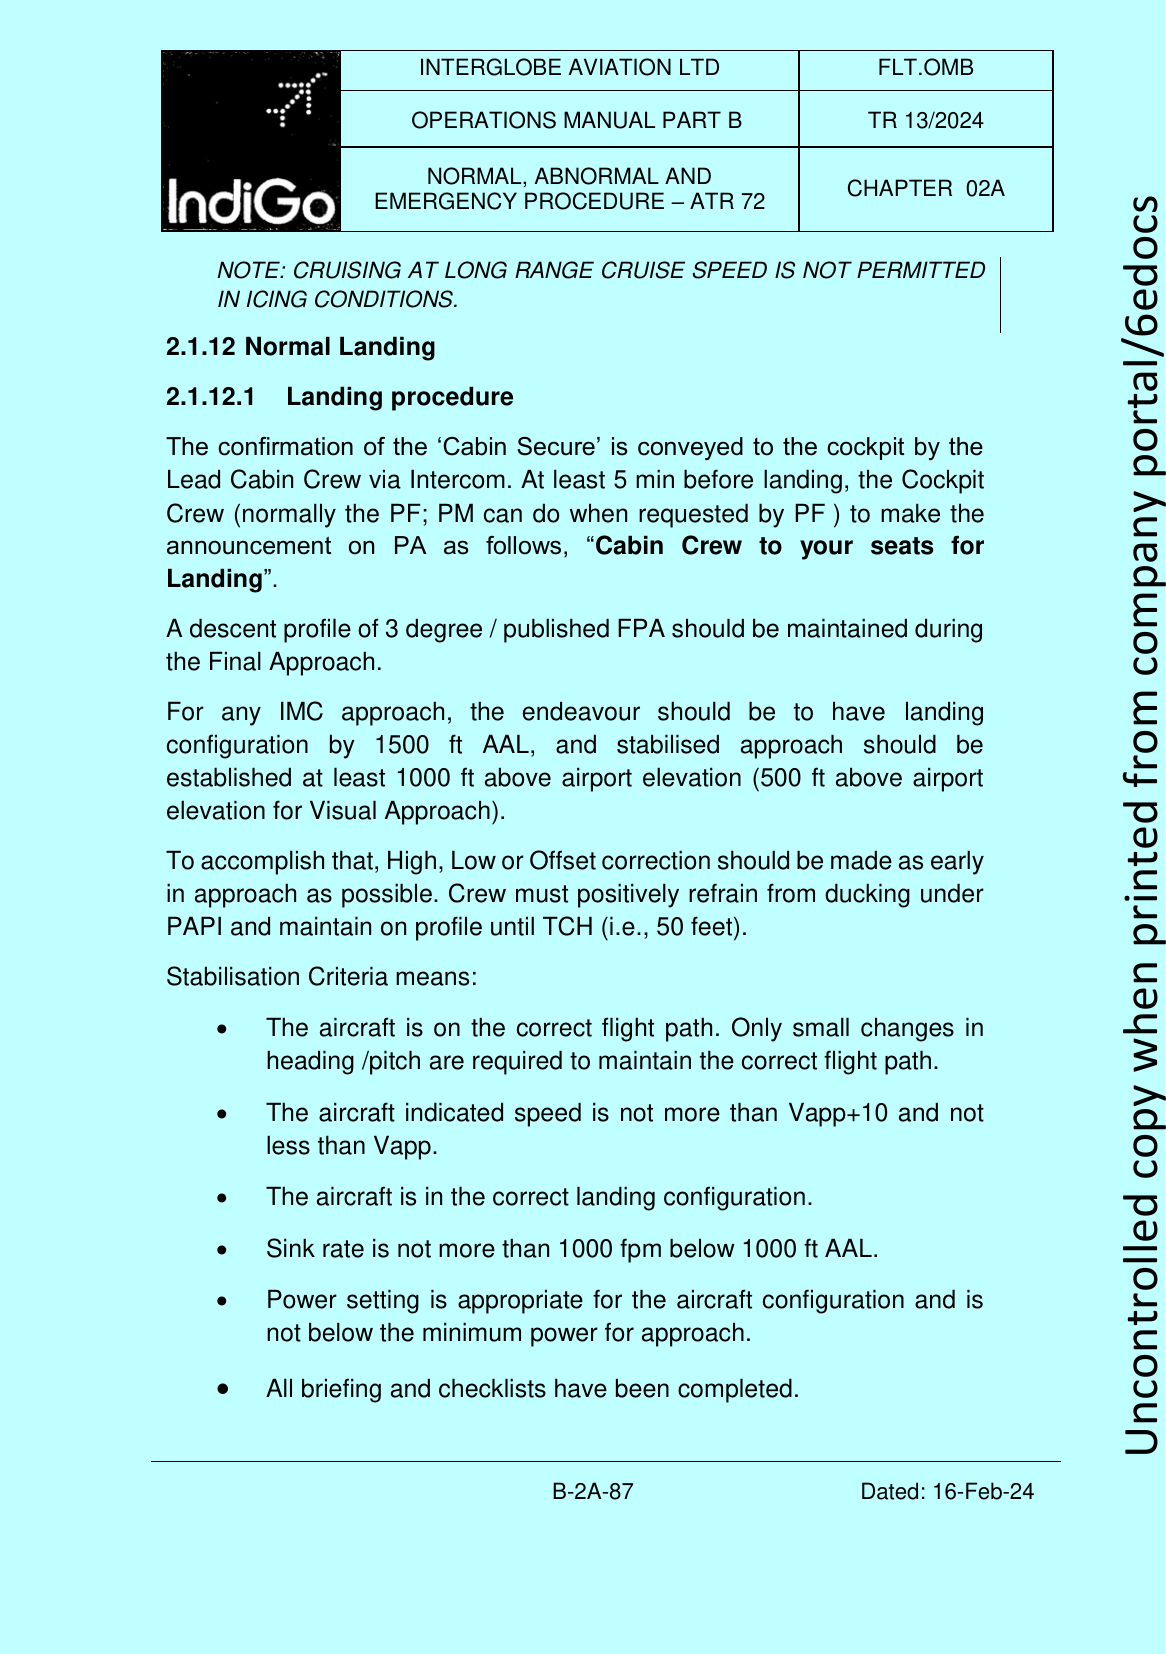 IndiGo
INTERGLOBE AVIATION LTD
FLT.OMB
OPERATIONS MANUAL PART B
TR 13/2024
NORMAL, ABNORMAL AND
EMERGENCY PROCEDURE – ATR 72
CHAPTER 02A
NOTE: CRUISING AT LONG RANGE CRUISE SPEED IS NOT PERMITTED
IN ICING CONDITIONS.
2.1.12 Normal Landing
2.1.12.1 Landing procedure
The confirmation of the ‘Cabin Secure’ is conveyed to the cockpit by the
Lead Cabin Crew via Intercom. At least 5 min before landing, the Cockpit
Crew (normally the PF; PM can do when requested by PF ) to make the
announcement on PA as follows, “Cabin Crew to your seats for
Landing”.
A descent profile of 3 degree / published FPA should be maintained during
the Final Approach.
For any IMC approach, the endeavour should be to have landing
configuration by 1500 ft AAL, and stabilised approach should be
established at least 1000 ft above airport elevation (500 ft above airport
elevation for Visual Approach).
To accomplish that, High, Low or Offset correction should be made as early
in approach as possible. Crew must positively refrain from ducking under
PAPI and maintain on profile until TCH (i.e., 50 feet).
Stabilisation Criteria means:
• The aircraft is on the correct flight path. Only small changes in
heading /pitch are required to maintain the correct flight path.
• The aircraft indicated speed is not more than Vapp+10 and not
less than Vapp.
• The aircraft is in the correct landing configuration.
• Sink rate is not more than 1000 fpm below 1000 ft AAL.
• Power setting is appropriate for the aircraft configuration and is
not below the minimum power for approach.
• All briefing and checklists have been completed.
B-2A-87
Dated: 16-Feb-24
Uncontrolled copy when printed from company portal/6edocs